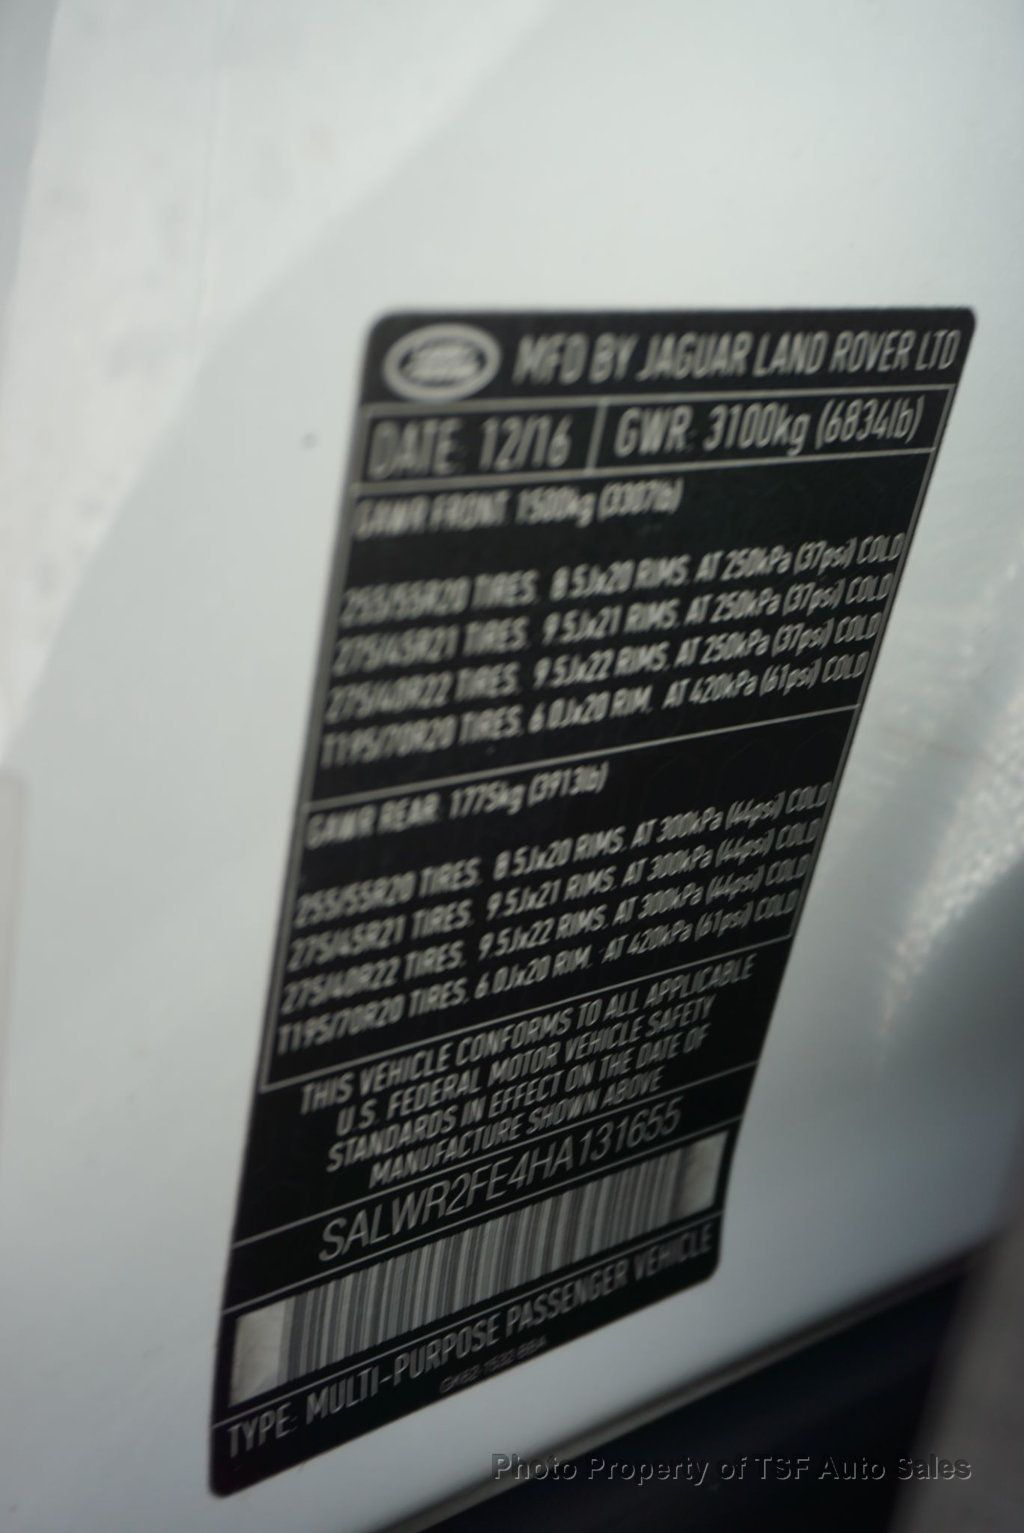 MFD BY JAGUAR LAND ROVER LTD
DATE: 12/16 GWR: 3100kg (6834lb)
GAWR FRONT 1500kg (3307lb)
255/55R20 TIRES. 8.5Jx20 RIMS. AT 250kPa (37psi) COLD
275/45R21 TIRES. 9.5Jx21 RIMS. AT 250kPa (37psi) COLD
275/40R22 TIRES. 9.5Jx22 RIMS. AT 250kPa (37psi) COLD
T195/70R20 TIRES. 6.0Jx20 RIM. AT 420kPa (61psi) COLD
GAWR REAR 1775kg (3913lb)
255/55R20 TIRES. 8.5Jx20 RIMS. AT 300kPa (44psi) COLD
275/45R21 TIRES. 9.5Jx21 RIMS. AT 300kPa (44psi) COLD
275/40R22 TIRES. 9.5Jx22 RIMS. AT 300kPa (44psi) COLD
T195/70R20 TIRES. 6.0Jx20 RIM. AT 420kPa (61psi) COLD
THIS VEHICLE CONFORMS TO ALL APPLICABLE
U.S. FEDERAL MOTOR VEHICLE SAFETY
STANDARDS IN EFFECT ON THE DATE OF
MANUFACTURE SHOWN ABOVE
SALWR2FE4HA131655
TYPE: MULTI-PURPOSE PASSENGER VEHICLE
Photo Property of TSF Auto Sales